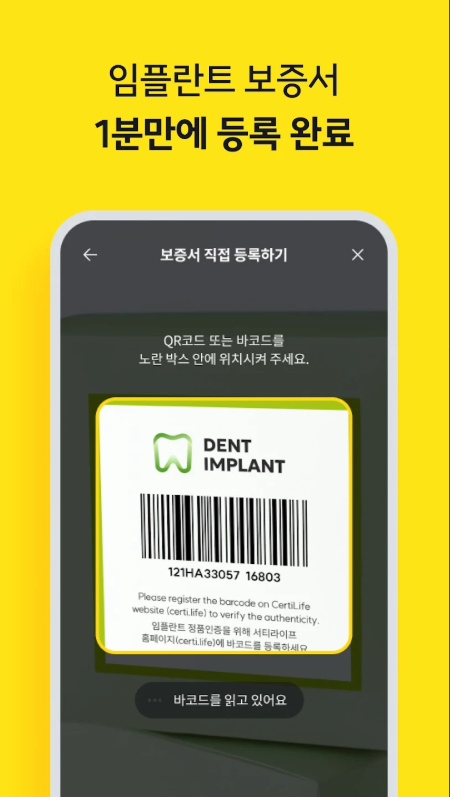 임플란트 보증서
1분만에 등록 완료
보증서 직접 등록하기
QR코드 또는 바코드를
노란 박스 안에 위치시켜 주세요.
DENT
IMPLANT
121HA33057 16803
Please register the barcode on CertiLife
website (certi.life) to verify the authenticity.
임플란트 정품인증을 위해 서티라이프
홈페이지(certi.life)에 바코드를 등록하세요
바코드를 읽고 있어요